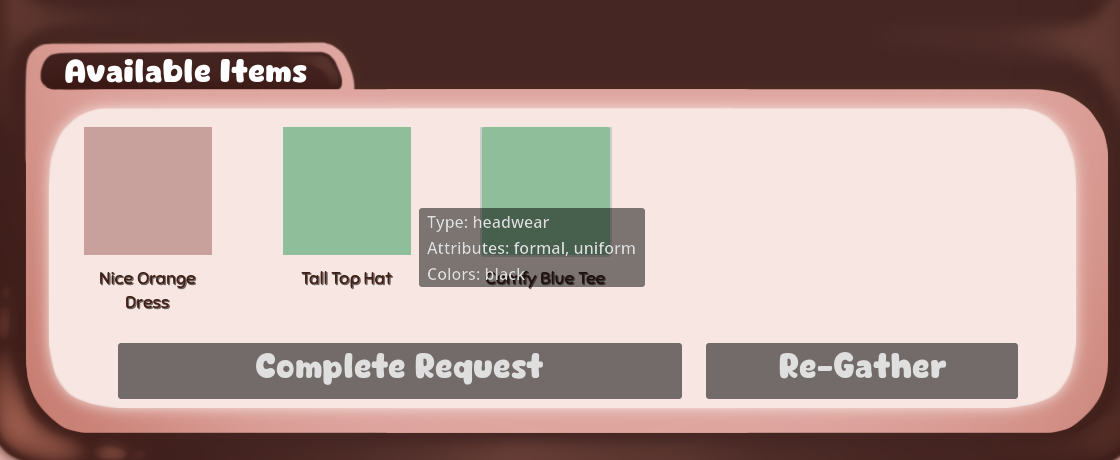 Available Items
Nice Orange
Dress
Tall Top Hat
Comfy Blue Tee
Type: headwear
Attributes: formal, uniform
Colors: black
Complete Request
Re-Gather